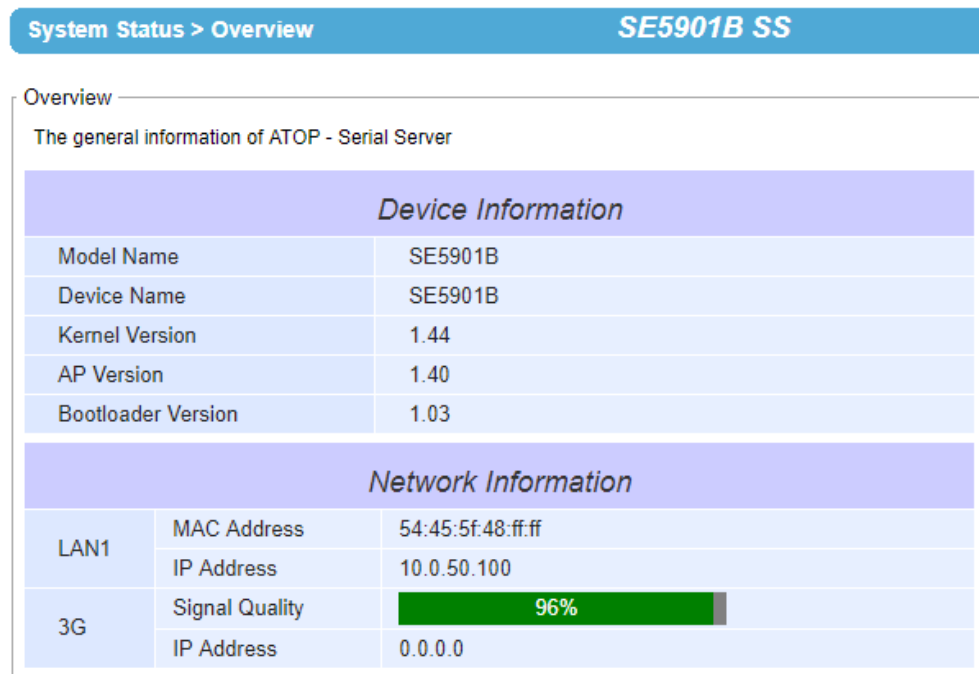 System Status > Overview SE5901B SS
Overview
The general information of ATOP - Serial Server
Device Information
Model Name SE5901B
Device Name SE5901B
Kernel Version 1.44
AP Version 1.40
Bootloader Version 1.03
Network Information
LAN1 MAC Address 54:45:5f:48:ff:ff
IP Address 10.0.50.100
3G Signal Quality 96%
IP Address 0.0.0.0